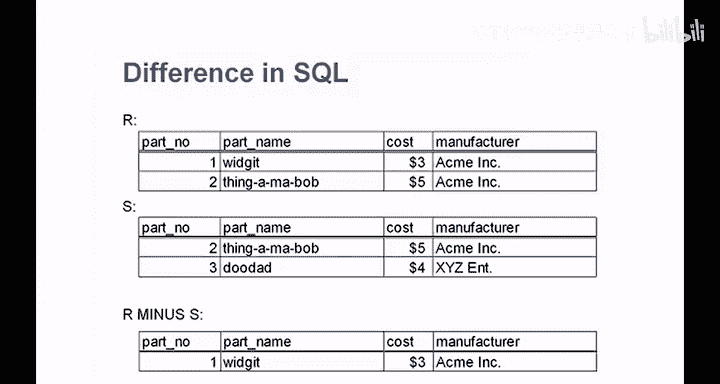 bilibili
Difference in SQL
R:
part_no part_name cost manufacturer
1 widgit $3 Acme Inc.
2 thing-a-ma-bob $5 Acme Inc.
S:
part_no part_name cost manufacturer
2 thing-a-ma-bob $5 Acme Inc.
3 doodad $4 XYZ Ent.
R MINUS S:
part_no part_name cost manufacturer
1 widgit $3 Acme Inc.